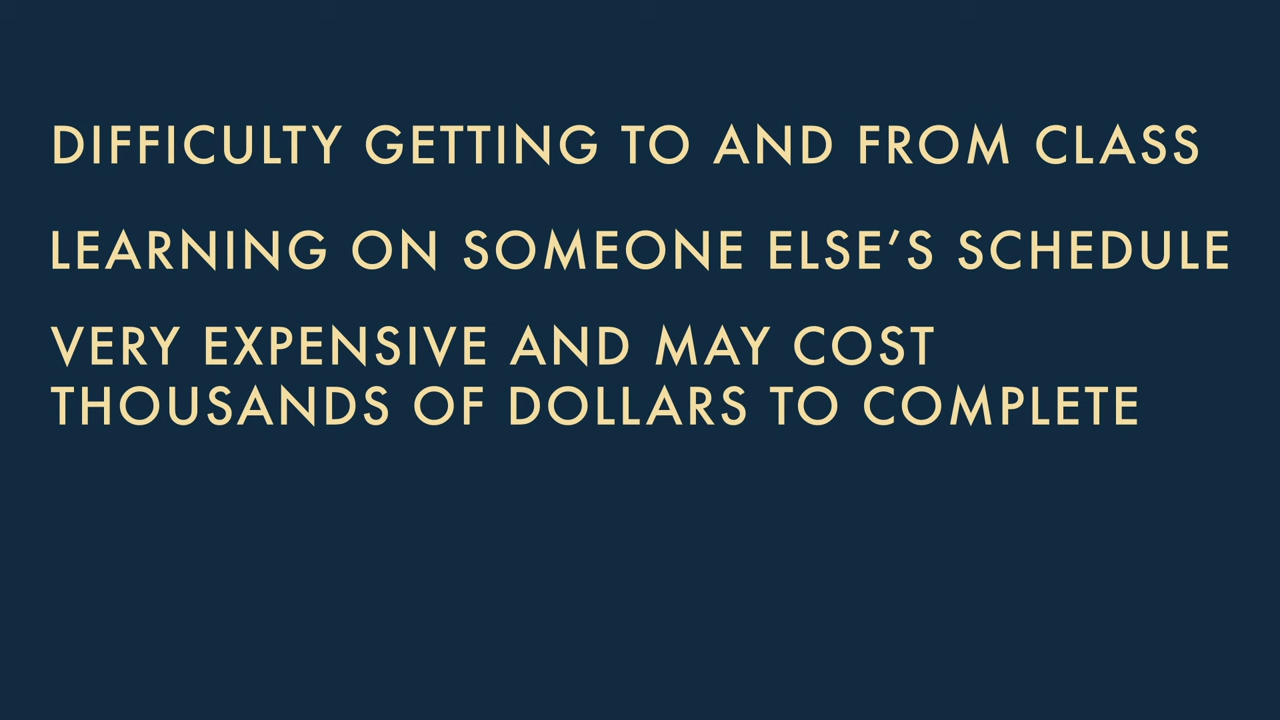 DIFFICULTY GETTING TO AND FROM CLASS
LEARNING ON SOMEONE ELSE’S SCHEDULE
VERY EXPENSIVE AND MAY COST
THOUSANDS OF DOLLARS TO COMPLETE